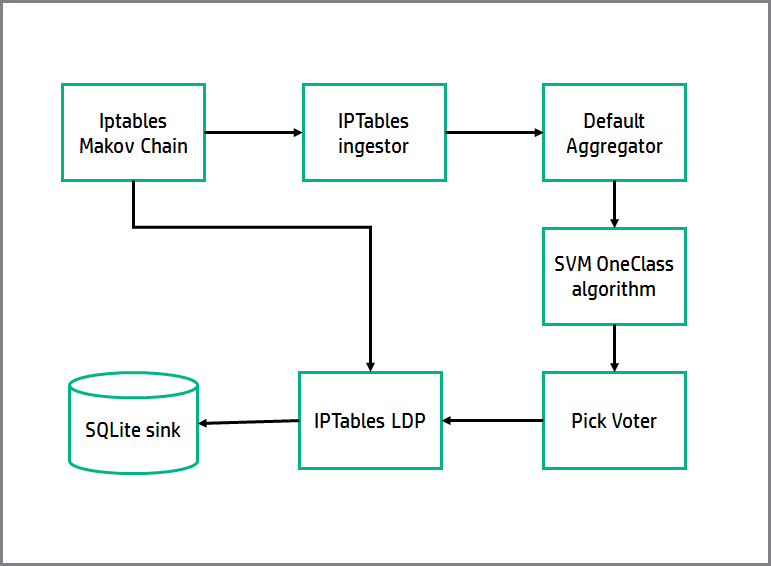 Iptables
Makov Chain
IPTables
ingestor
Default
Aggregator
SVM OneClass
algorithm
SQLite sink
IPTables LDP
Pick Voter